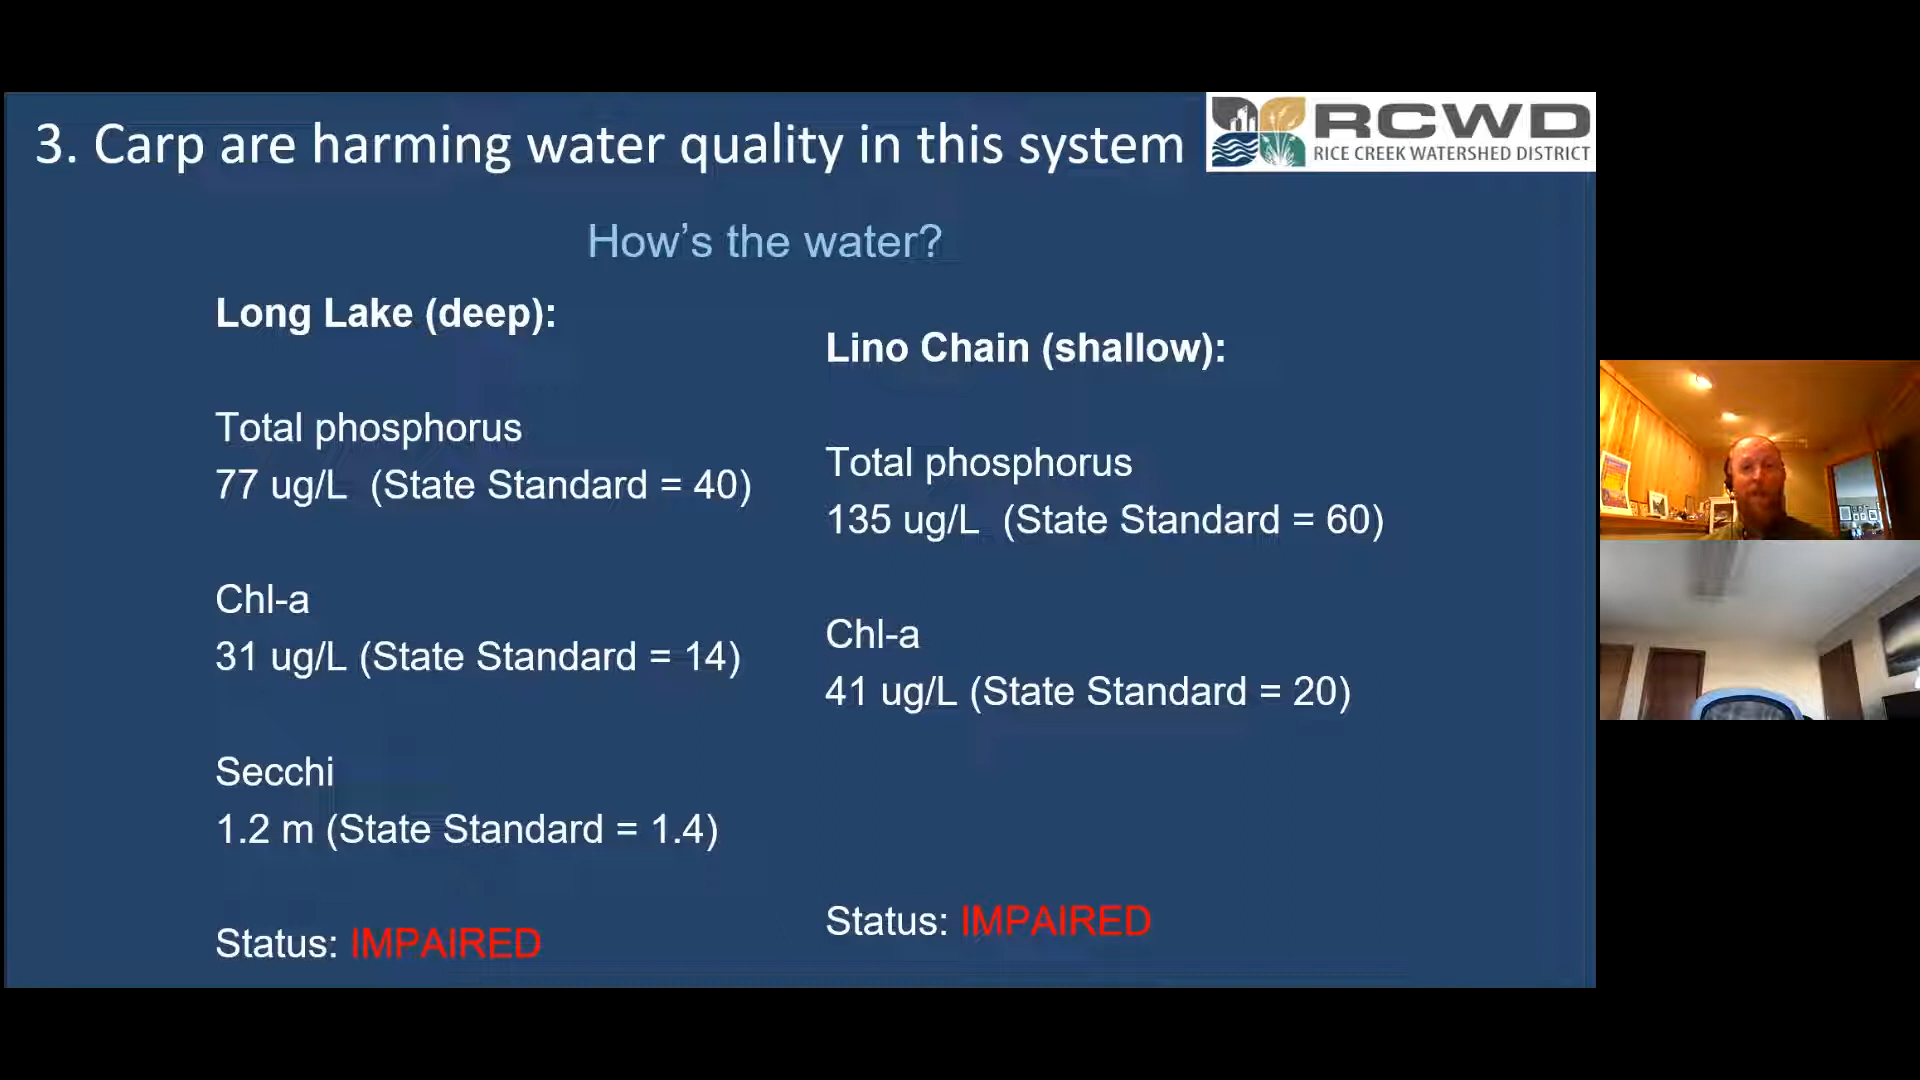 3. Carp are harming water quality in this system
RCWD
RICE CREEK WATERSHED DISTRICT
How's the water?
Long Lake (deep):
Total phosphorus
77 ug/L (State Standard = 40)
Chl-a
31 ug/L (State Standard = 14)
Secchi
1.2 m (State Standard = 1.4)
Status: IMPAIRED
Lino Chain (shallow):
Total phosphorus
135 ug/L (State Standard = 60)
Chl-a
41 ug/L (State Standard = 20)
Status: IMPAIRED